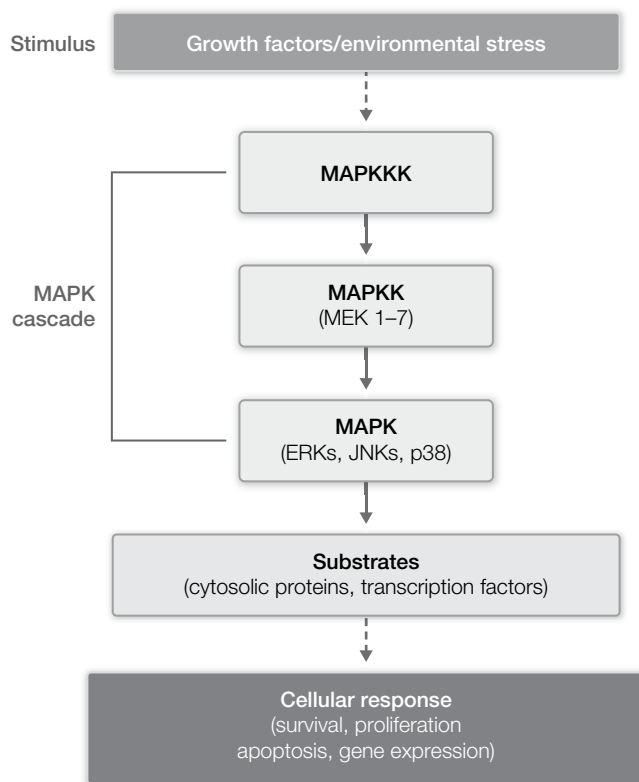 Stimulus
Growth factors/environmental stress
MAPKKK
MAPK
cascade
MAPKK
(MEK 1–7)
MAPK
(ERKs, JNKs, p38)
Substrates
(cytosolic proteins, transcription factors)
Cellular response
(survival, proliferation
apoptosis, gene expression)